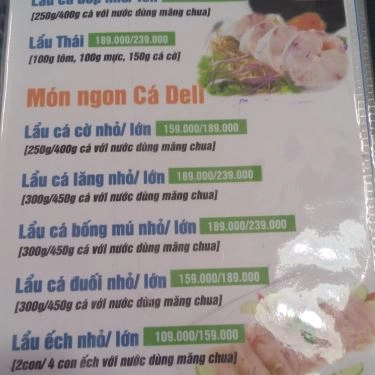 [250g/400g cá với nước dùng măng chua]
Lẩu Thái 189.000/239.000
[100g tôm, 100g mực, 150g cá cờ]
Món ngon Cá Deli
Lẩu cá cờ nhỏ/ lớn 159.000/189.000
[250g/400g cá với nước dùng măng chua]
Lẩu cá lăng nhỏ/ lớn 189.000/239.000
[300g/450g cá với nước dùng măng chua]
Lẩu cá bống mú nhỏ/ lớn 189.000/239.000
[300g/450g cá với nước dùng măng chua]
Lẩu cá đuối nhỏ/ lớn 159.000/189.000
[300g/450g cá với nước dùng măng chua]
Lẩu ếch nhỏ/ lớn 109.000/159.000
[2con/ 4 con ếch với nước dùng măng chua]